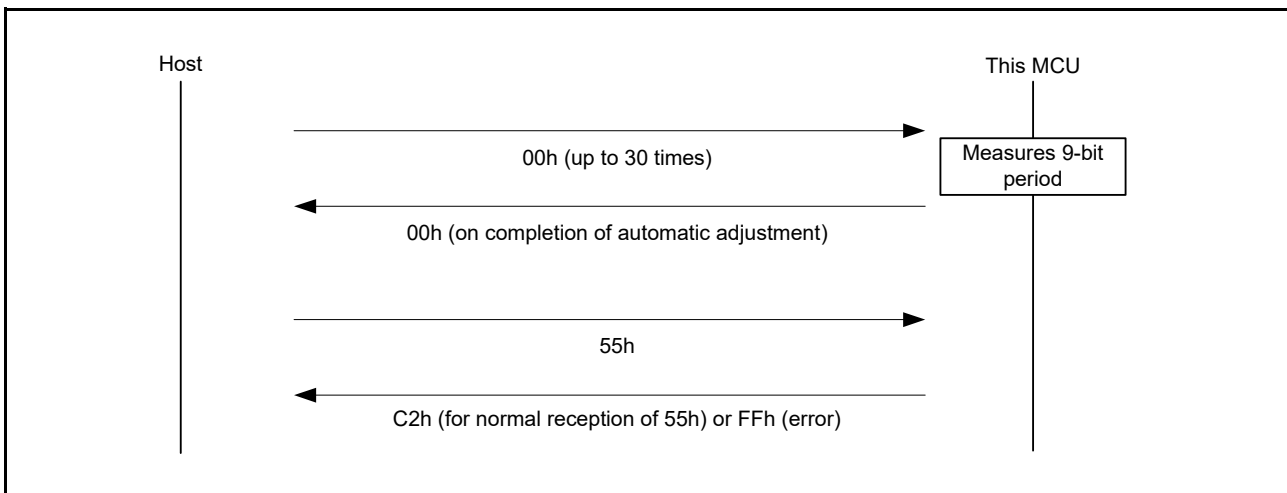 Host
This MCU
00h (up to 30 times)
Measures 9-bit
period
00h (on completion of automatic adjustment)
55h
C2h (for normal reception of 55h) or FFh (error)